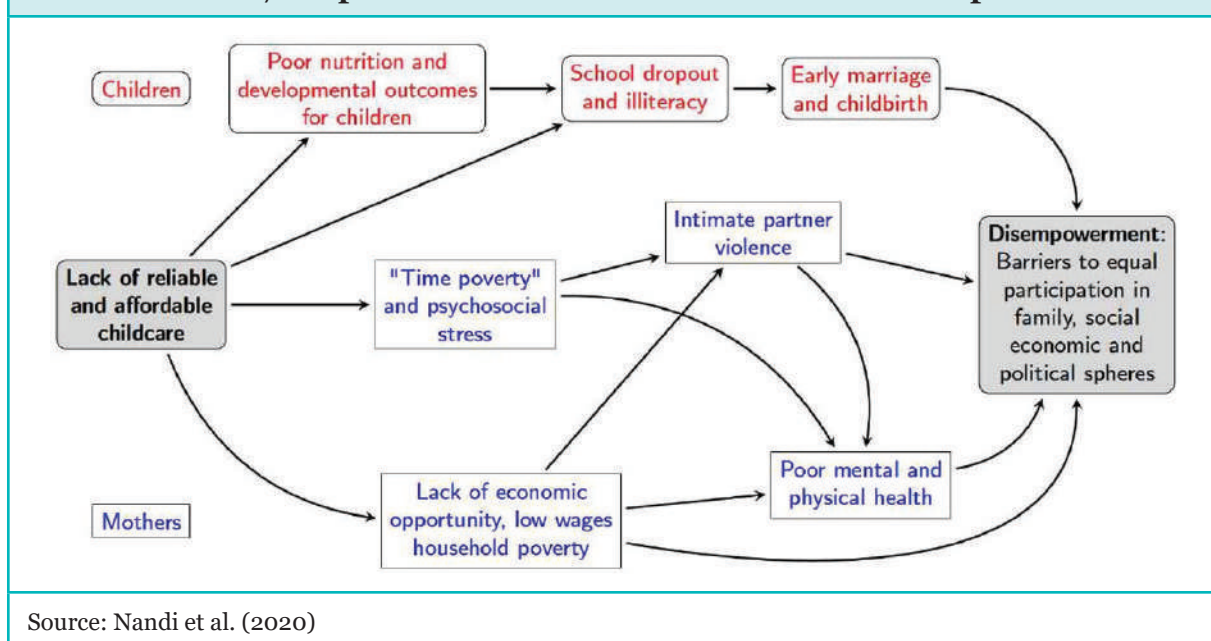 Children
Poor nutrition and
developmental outcomes
for children
School dropout
and illiteracy
Early marriage
and childbirth
Lack of reliable
and affordable
childcare
"Time poverty"
and psychosocial
stress
Intimate partner
violence
Disempowerment:
Barriers to equal
participation in
family, social
economic and
political spheres
Mothers
Lack of economic
opportunity, low wages
household poverty
Poor mental and
physical health
Source: Nandi et al. (2020)